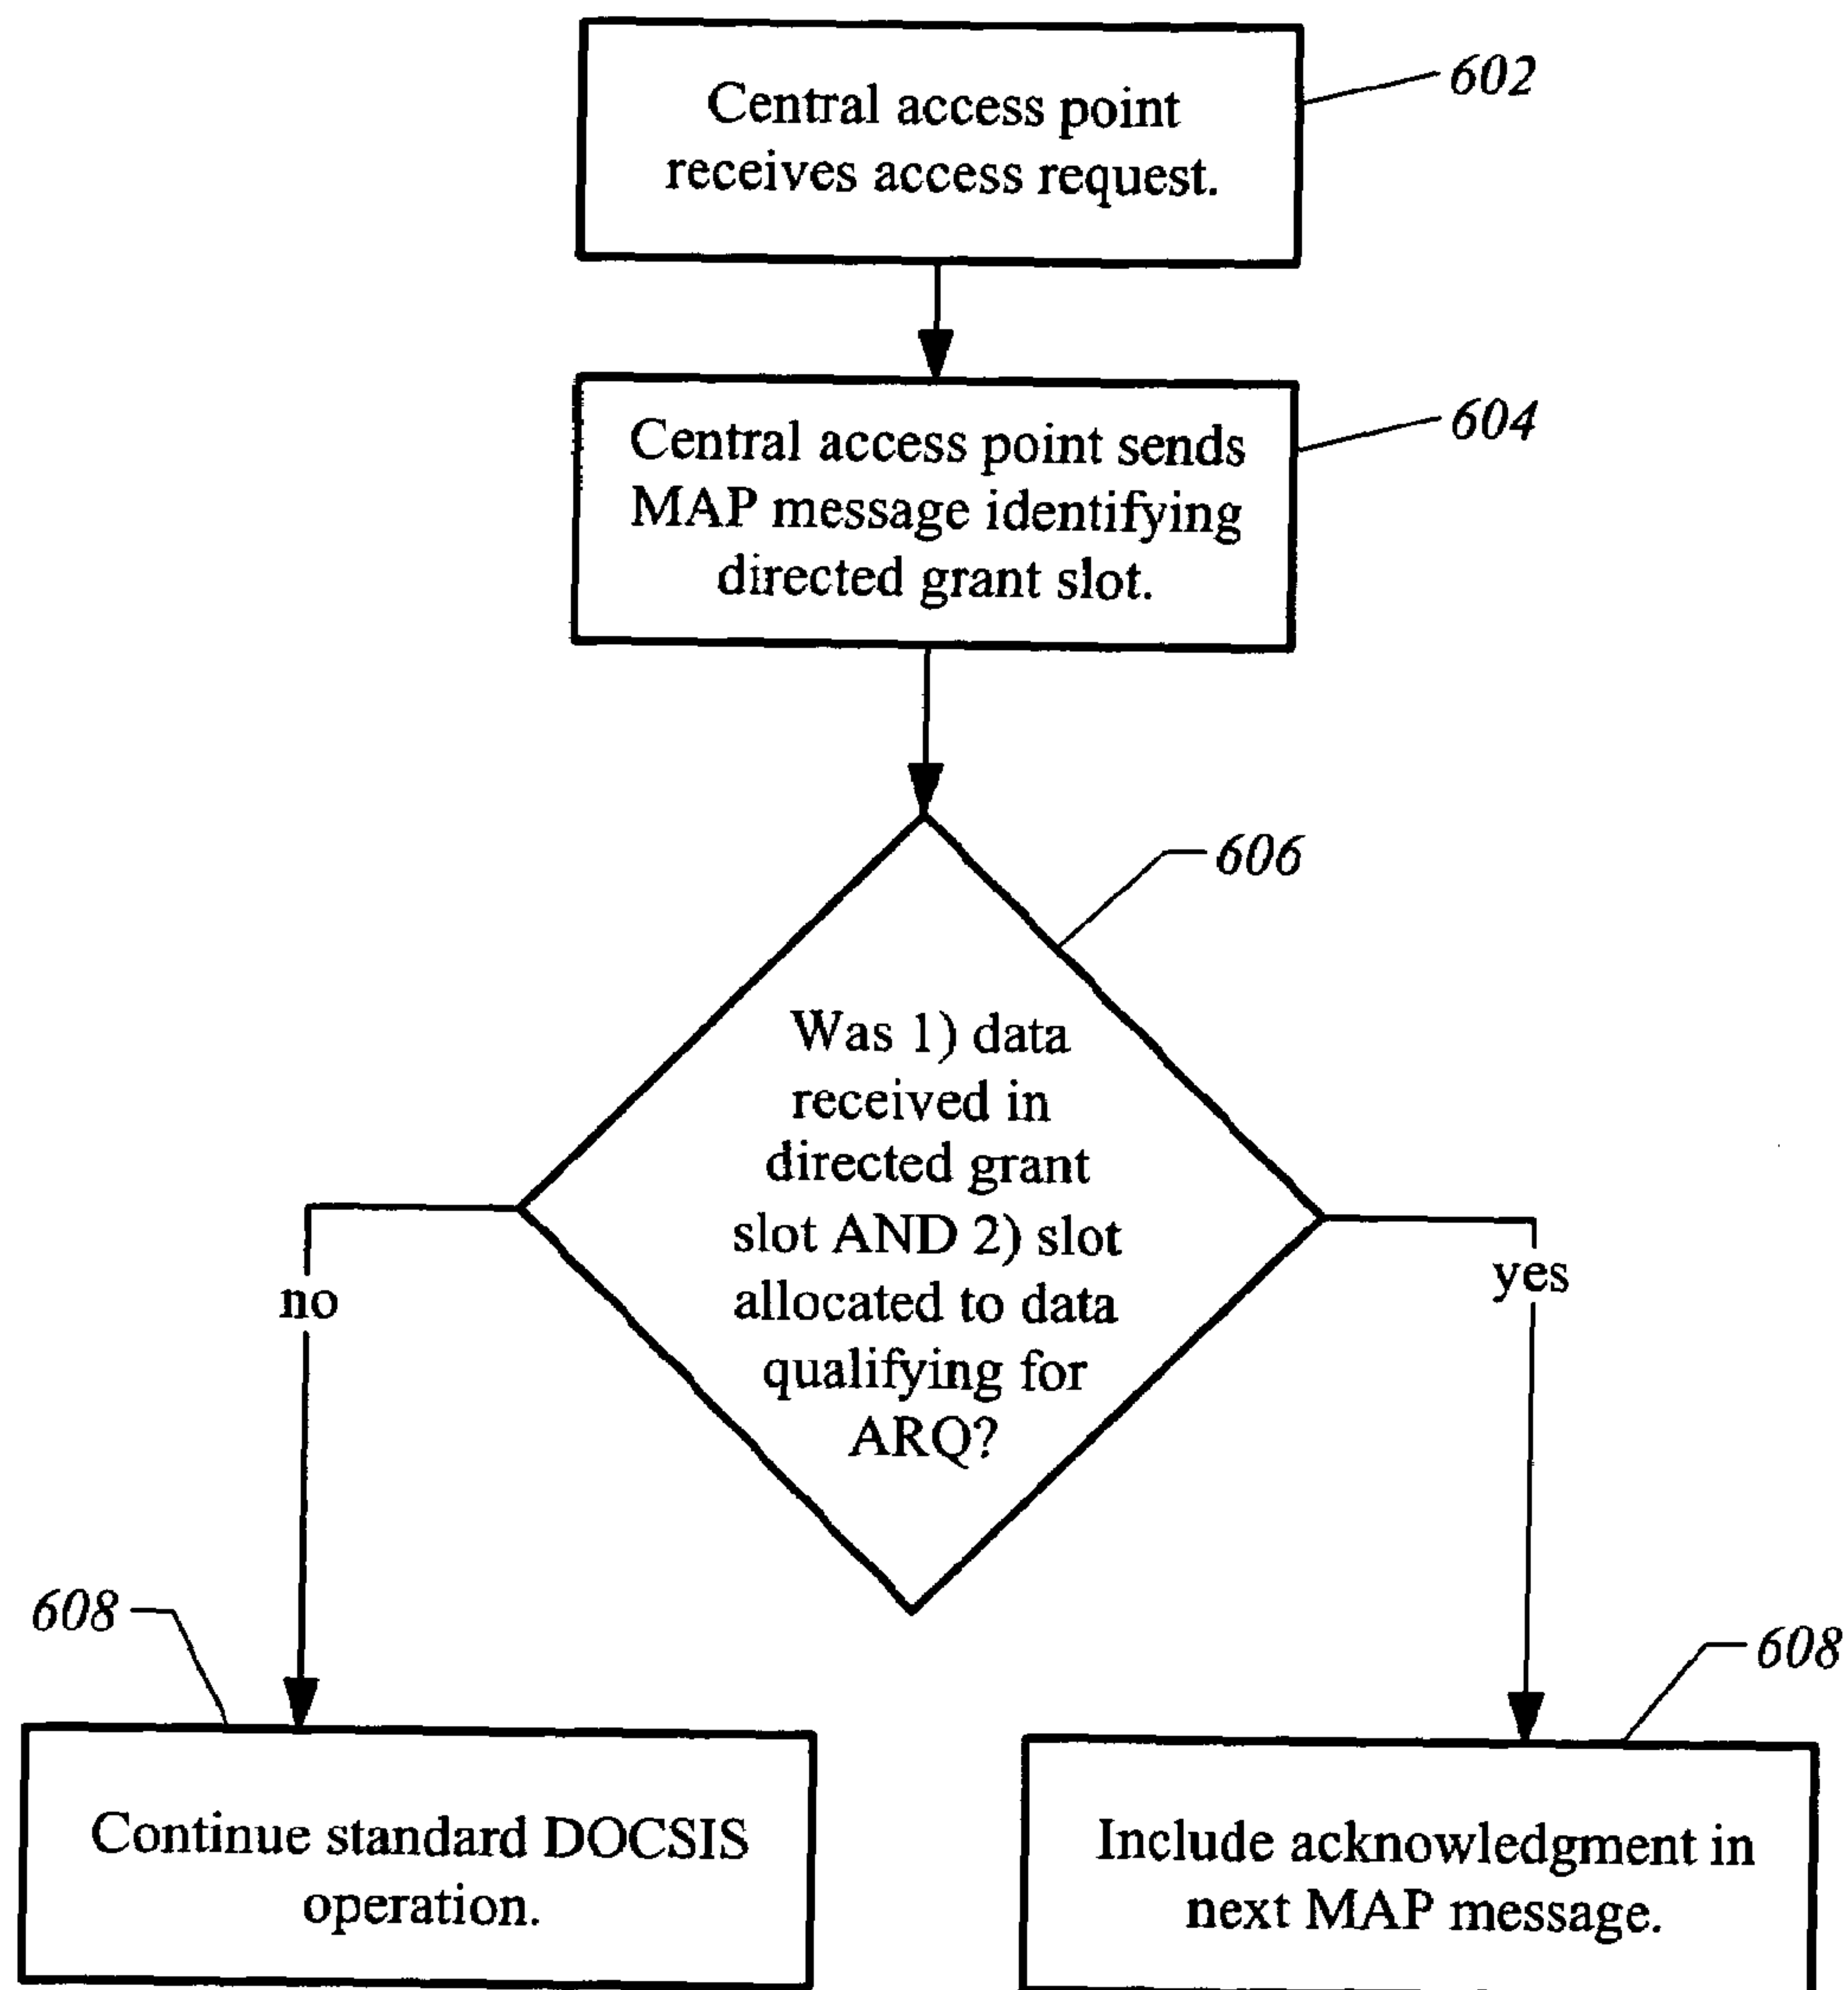 Central access point
receives access request.
602
Central access point sends
MAP message identifying
directed grant slot.
604
606
Was 1) data
received in
directed grant
slot AND 2) slot
allocated to data
qualifying for
ARQ?
no
yes
608
608
Continue standard DOCSIS
operation.
Include acknowledgment in
next MAP message.